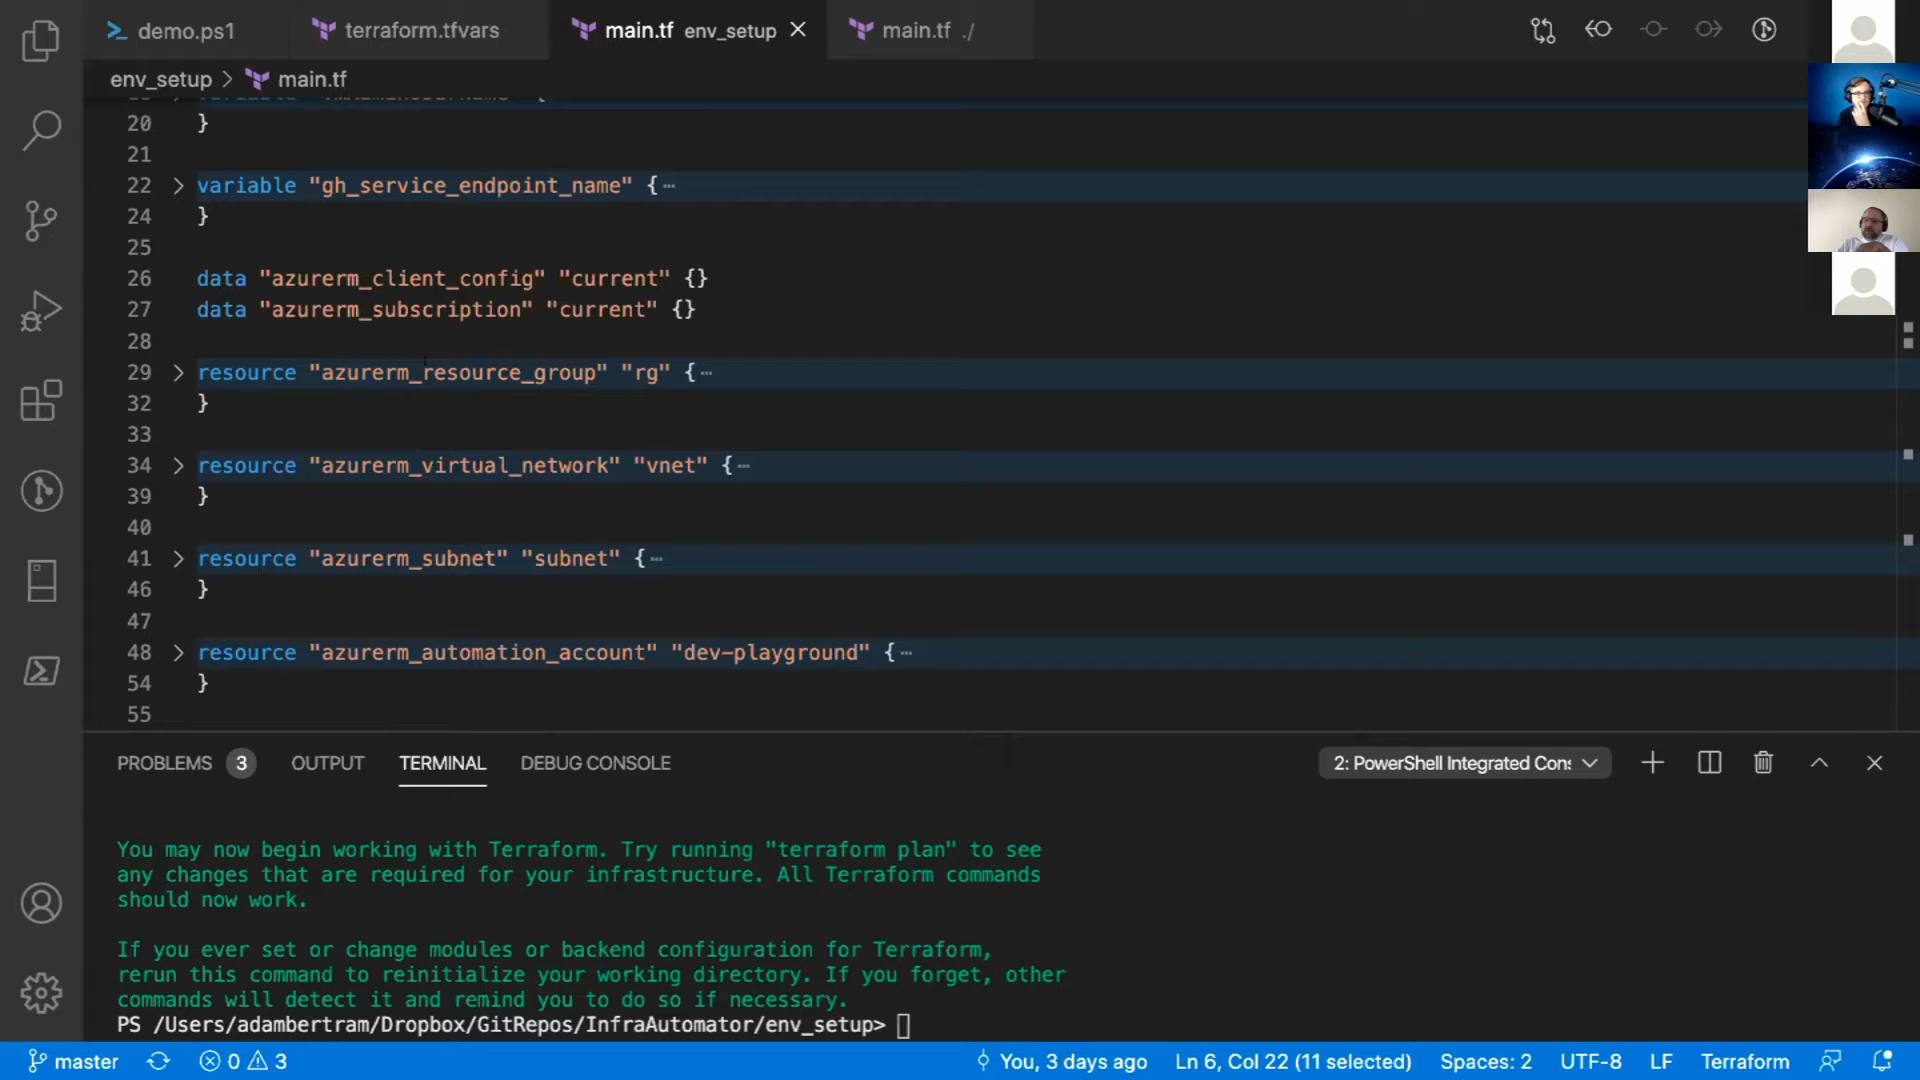 demo.ps1
terraform.tfvars
main.tf env_setup
main.tf ./
env_setup > main.tf
20 }
21
22 variable "gh_service_endpoint_name" {
24 }
25
26 data "azurerm_client_config" "current" {}
27 data "azurerm_subscription" "current" {}
28
29 resource "azurerm_resource_group" "rg" {
32 }
33
34 resource "azurerm_virtual_network" "vnet" {
39 }
40
41 resource "azurerm_subnet" "subnet" {
46 }
47
48 resource "azurerm_automation_account" "dev-playground" {
54 }
55
PROBLEMS 3 OUTPUT TERMINAL DEBUG CONSOLE 2: PowerShell Integrated Con
You may now begin working with Terraform. Try running "terraform plan" to see
any changes that are required for your infrastructure. All Terraform commands
should now work.
If you ever set or change modules or backend configuration for Terraform,
rerun this command to reinitialize your working directory. If you forget, other
commands will detect it and remind you to do so if necessary.
PS /Users/adambertram/Dropbox/GitRepos/InfraAutomator/env_setup>
master 0 3 You, 3 days ago Ln 6, Col 22 (11 selected) Spaces: 2 UTF-8 LF Terraform